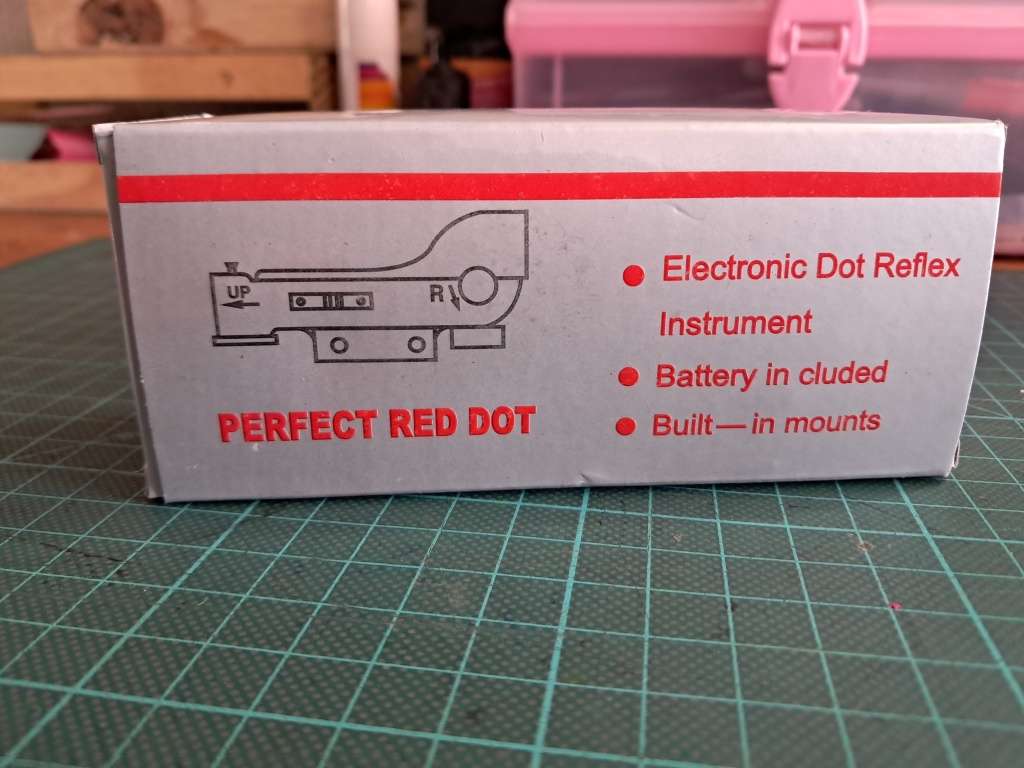 UP
R
PERFECT RED DOT
Electronic Dot Reflex
Instrument
Battery in cluded
Built—in mounts